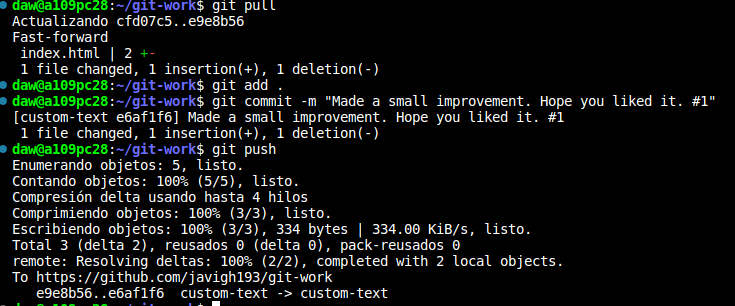 daw@a109pc28:~/git-work$ git pull
Actualizando cfd07c5..e9e8b56
Fast-forward
 index.html | 2 +-
 1 file changed, 1 insertion(+), 1 deletion(-)
daw@a109pc28:~/git-work$ git add .
daw@a109pc28:~/git-work$ git commit -m "Made a small improvement. Hope you liked it. #1"
[custom-text e6af1f6] Made a small improvement. Hope you liked it. #1
 1 file changed, 1 insertion(+), 1 deletion(-)
daw@a109pc28:~/git-work$ git push
Enumerando objetos: 5, listo.
Contando objetos: 100% (5/5), listo.
Compresión delta usando hasta 4 hilos
Comprimiendo objetos: 100% (3/3), listo.
Escribiendo objetos: 100% (3/3), 334 bytes | 334.00 KiB/s, listo.
Total 3 (delta 2), reusados 0 (delta 0), pack-reusados 0
remote: Resolving deltas: 100% (2/2), completed with 2 local objects.
To https://github.com/javigh193/git-work
   e9e8b56..e6af1f6  custom-text -> custom-text
daw@a109pc28:~/git-work$